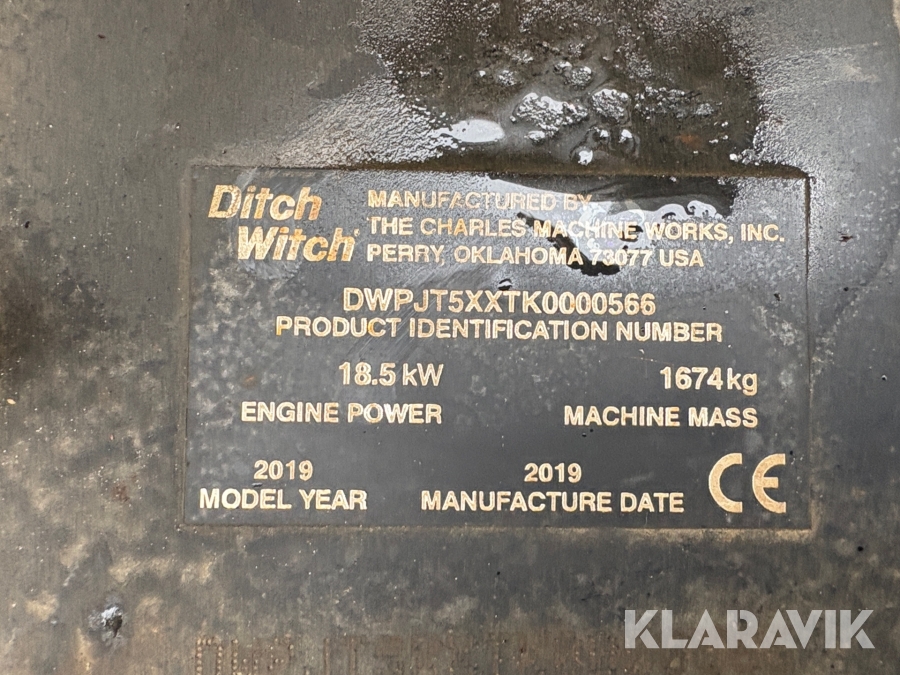 Ditch Witch
MANUFACTURED BY
THE CHARLES MACHINE WORKS, INC.
PERRY, OKLAHOMA 73077 USA
DWPJT5XXTK0000566
PRODUCT IDENTIFICATION NUMBER
18.5 kW
ENGINE POWER
1674 kg
MACHINE MASS
2019
MODEL YEAR
2019
MANUFACTURE DATE
CE
KLARAVIK